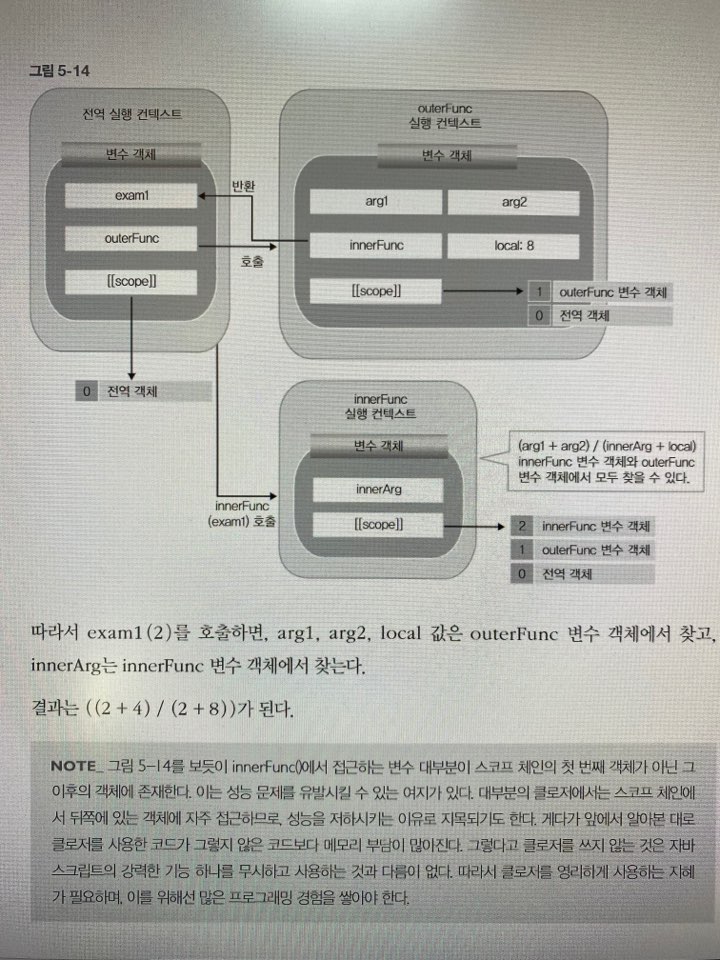 그림 5-14
전역 실행 컨텍스트
변수 객체
exam1
outerFunc
[[scope]]
0 전역 객체
반환
호출
outerFunc
실행 컨텍스트
변수 객체
arg1 arg2
innerFunc local: 8
[[scope]]
1 outerFunc 변수 객체
0 전역 객체
innerFunc
(exam1) 호출
innerFunc
실행 컨텍스트
변수 객체
innerArg
[[scope]]
(arg1 + arg2) / (innerArg + local)
innerFunc 변수 객체와 outerFunc
변수 객체에서 모두 찾을 수 있다.
2 innerFunc 변수 객체
1 outerFunc 변수 객체
0 전역 객체
따라서 exam1(2)를 호출하면, arg1, arg2, local 값은 outerFunc 변수 객체에서 찾고,
innerArg는 innerFunc 변수 객체에서 찾는다.
결과는 ((2 + 4) / (2 + 8))가 된다.
NOTE_ 그림 5-14를 보듯이 innerFunc()에서 접근하는 변수 대부분이 스코프 체인의 첫 번째 객체가 아닌 그
이후의 객체에 존재한다. 이는 성능 문제를 유발시킬 수 있는 여지가 있다. 대부분의 클로저에서는 스코프 체인에
서 뒤쪽에 있는 객체에 자주 접근하므로, 성능을 저하시키는 이유로 지목되기도 한다. 게다가 앞에서 알아본 대로
클로저를 사용한 코드가 그렇지 않은 코드보다 메모리 부담이 많아진다. 그렇다고 클로저를 쓰지 않는 것은 자바
스크립트의 강력한 기능 하나를 무시하고 사용하는 것과 다름이 없다. 따라서 클로저를 영리하게 사용하는 지혜
가 필요하며, 이를 위해선 많은 프로그래밍 경험을 쌓아야 한다.